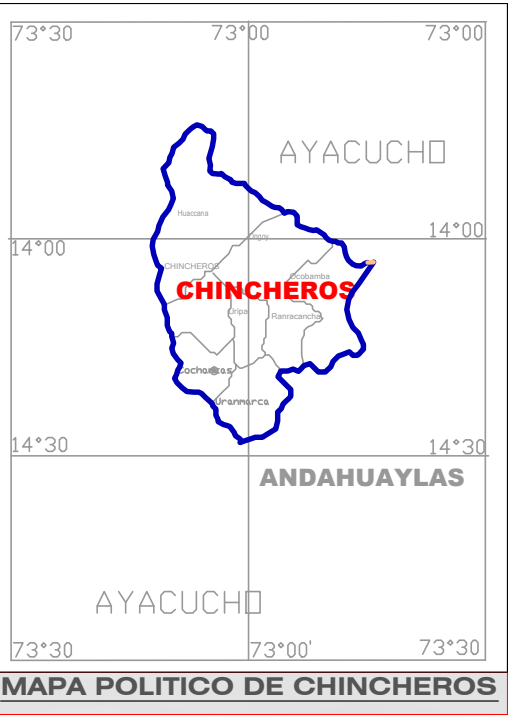 73°30 73°00 73°00
AYACUCHO
Huaccana
Ongoy
14°00 14°00
CHINCHEROS
Ocobamba
CHINCHEROS
Uripa
Ranracancha
Cocharcas
Uranmarca
14°30 14°30
ANDAHUAYLAS
AYACUCHO
73°30 73°00' 73°30
MAPA POLITICO DE CHINCHEROS